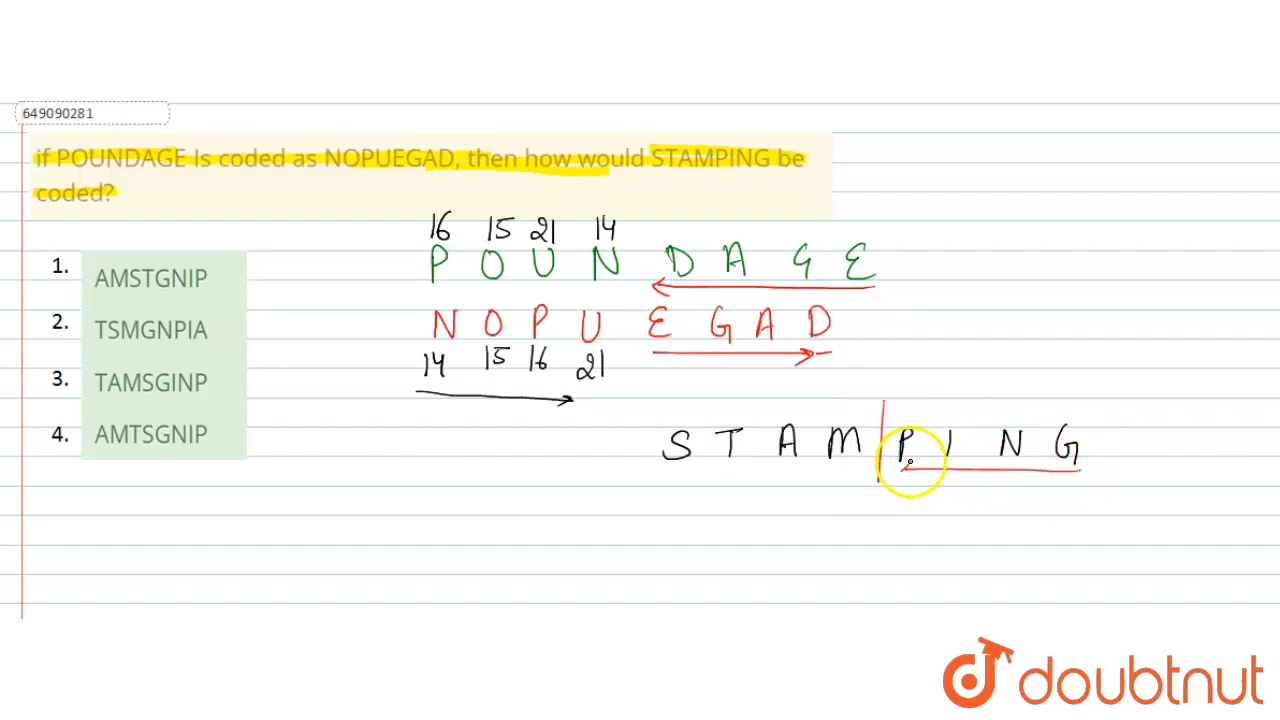 649090281
if POUNDAGE Is coded as NOPUEGAD, then how would STAMPING be
coded?
1. AMSTGNIP
2. TSMGNPIA
3. TAMSGINP
4. AMTSGNIP
16 15 21 14
P O U N D A G E
N O P U E G A D
14 15 16 21
S T A M P I N G
doubtnut